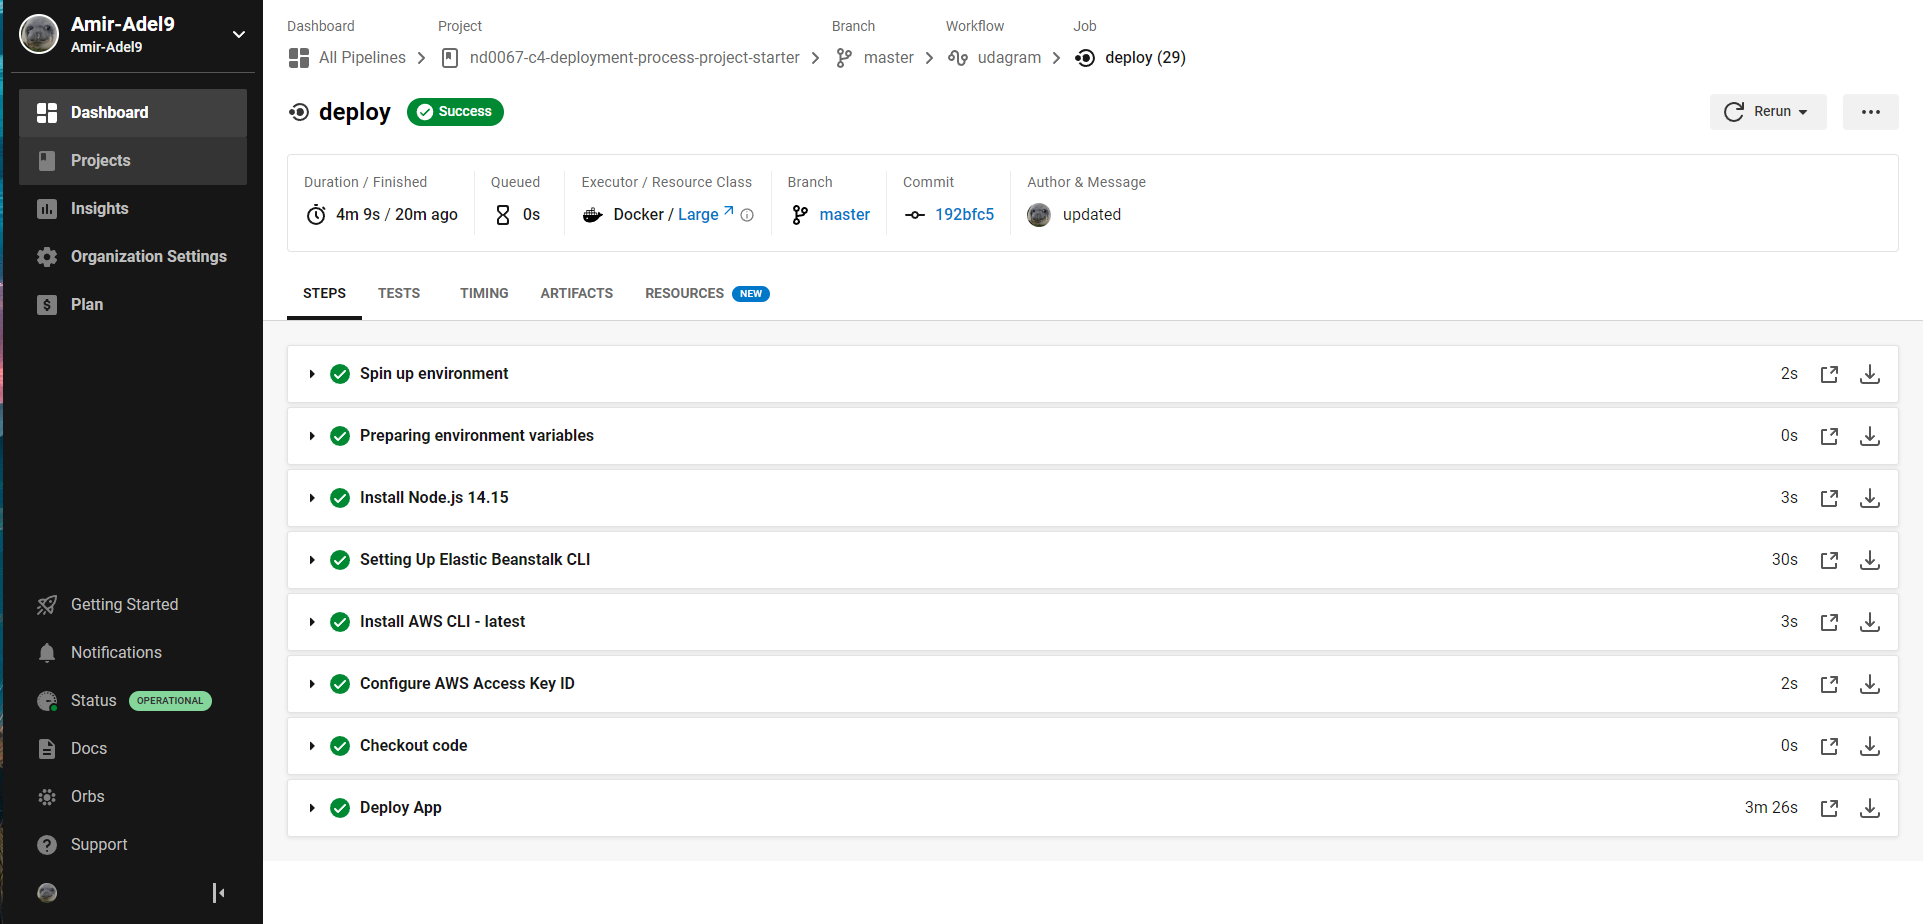 Amir-Adel9
Amir-Adel9
Dashboard
Projects
Insights
Organization Settings
Plan
Getting Started
Notifications
Status OPERATIONAL
Docs
Orbs
Support
Dashboard Project Branch Workflow Job
All Pipelines nd0067-c4-deployment-process-project-starter master udagram deploy (29)
deploy Success
Rerun
Duration / Finished Queued Executor / Resource Class Branch Commit Author & Message
4m 9s / 20m ago 0s Docker / Large master 192bfc5 updated
STEPS TESTS TIMING ARTIFACTS RESOURCES NEW
Spin up environment 2s
Preparing environment variables 0s
Install Node.js 14.15 3s
Setting Up Elastic Beanstalk CLI 30s
Install AWS CLI - latest 3s
Configure AWS Access Key ID 2s
Checkout code 0s
Deploy App 3m 26s